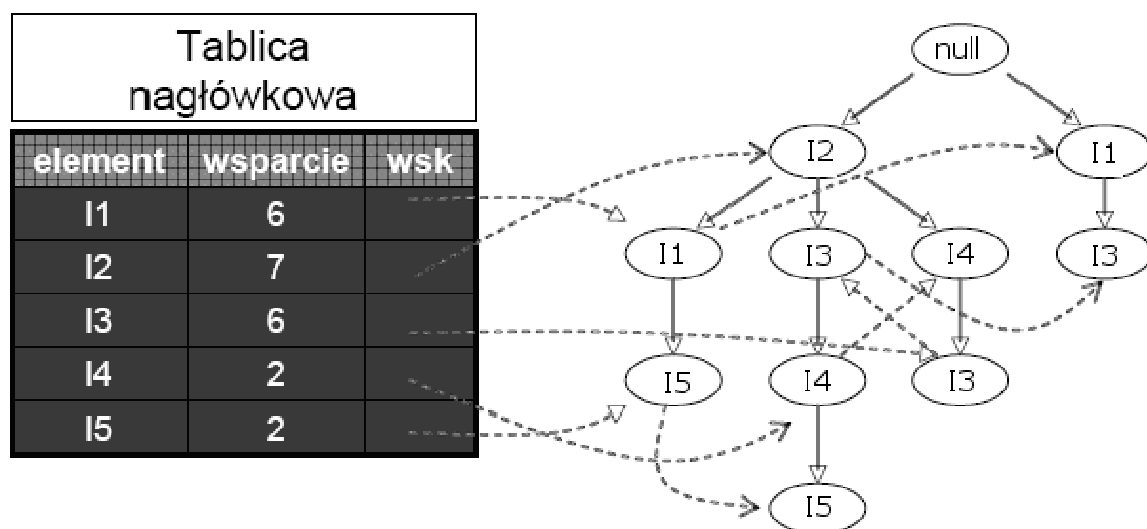 Tablica
nagłówkowa
element wsparcie wsk
I1 6
I2 7
I3 6
I4 2
I5 2
null
I2 I1
I1 I3 I4 I3
I5 I4 I3
I5